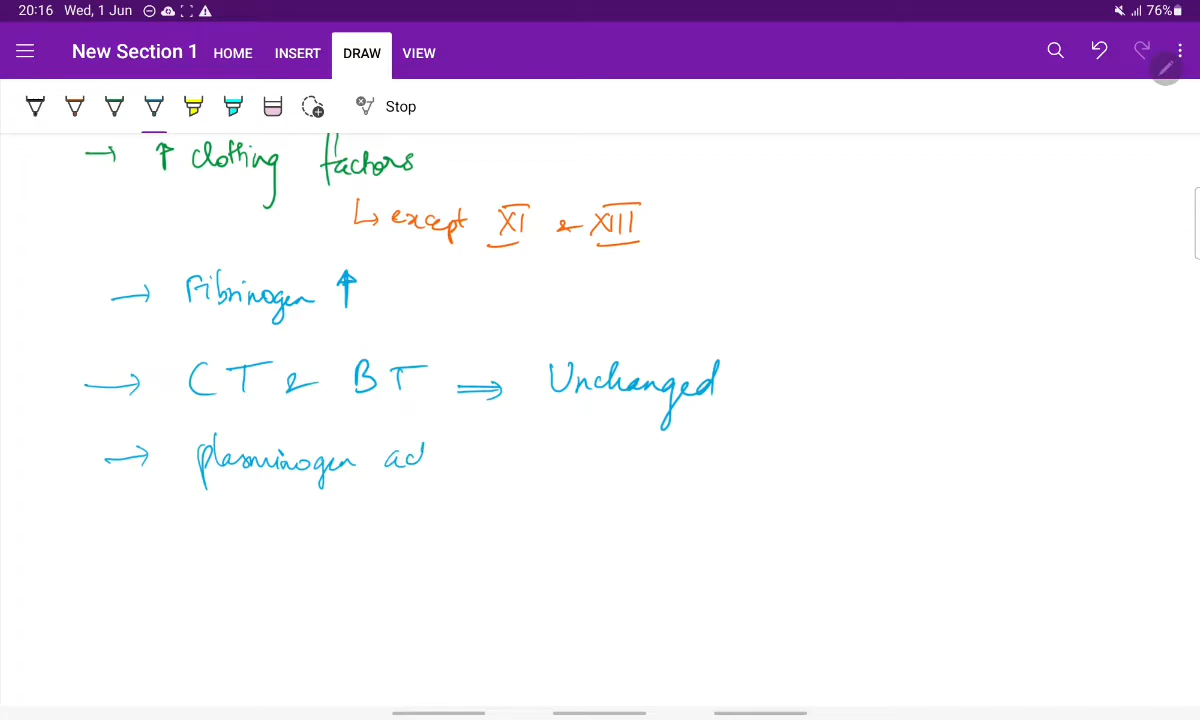 20:16 Wed, 1 Jun 76%
New Section 1 HOME INSERT DRAW VIEW
Stop
→ ↑ clotting factors
↳ except XI & XIII
→ Fibrinogen ↑
→ CT & BT ⇒ Unchanged
→ plasminogen ac